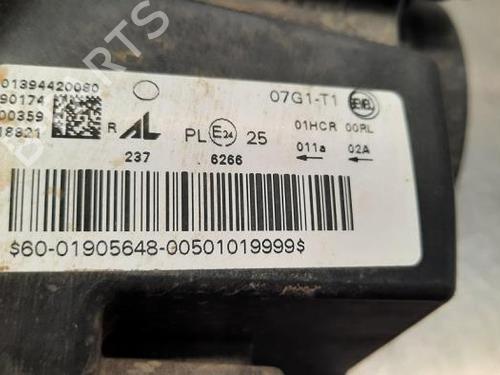 01394420080
90174
00359
18821
R AL
237
PL E24 25
6266
07G1-T1
01HCR 00RL
011a 02A
$60-01905648-00501019999$
PARTS